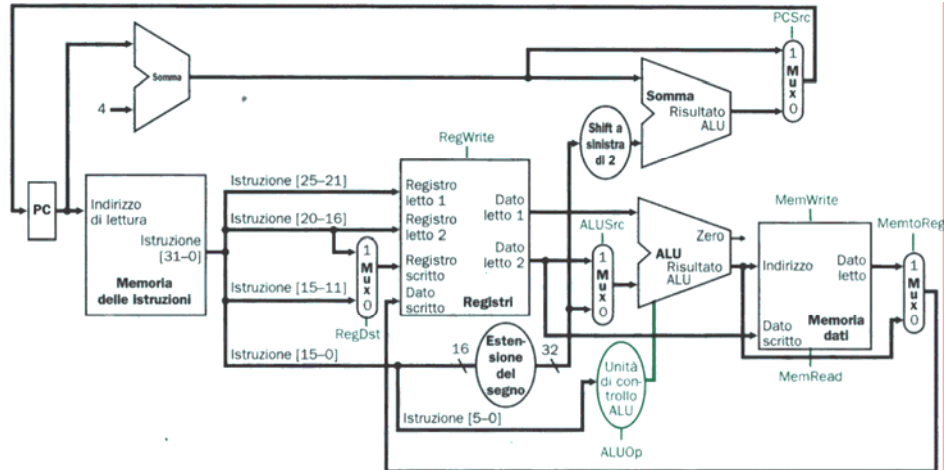 PCSrc
1
Mux
0
Somma
4
Somma
Risultato
ALU
Shift a
sinistra
di 2
RegWrite
PC
Indirizzo
di lettura
Istruzione
[31–0]
Memoria
delle istruzioni
Istruzione [25–21]
Istruzione [20–16]
Istruzione [15–11]
Istruzione [15–0]
Istruzione [5–0]
1
Mux
0
RegDst
Registro
letto 1
Registro
letto 2
Registro
scritto
Dato
scritto
Dato
letto 1
Dato
letto 2
Registri
16
Esten-
sione
del
segno
32
ALUSrc
1
Mux
0
Zero
ALU
Risultato
ALU
Unità
di con-
trollo
ALU
ALUOp
MemWrite
Indirizzo
Dato
letto
Dato
scritto
Memoria
dati
MemRead
MemtoReg
1
Mux
0